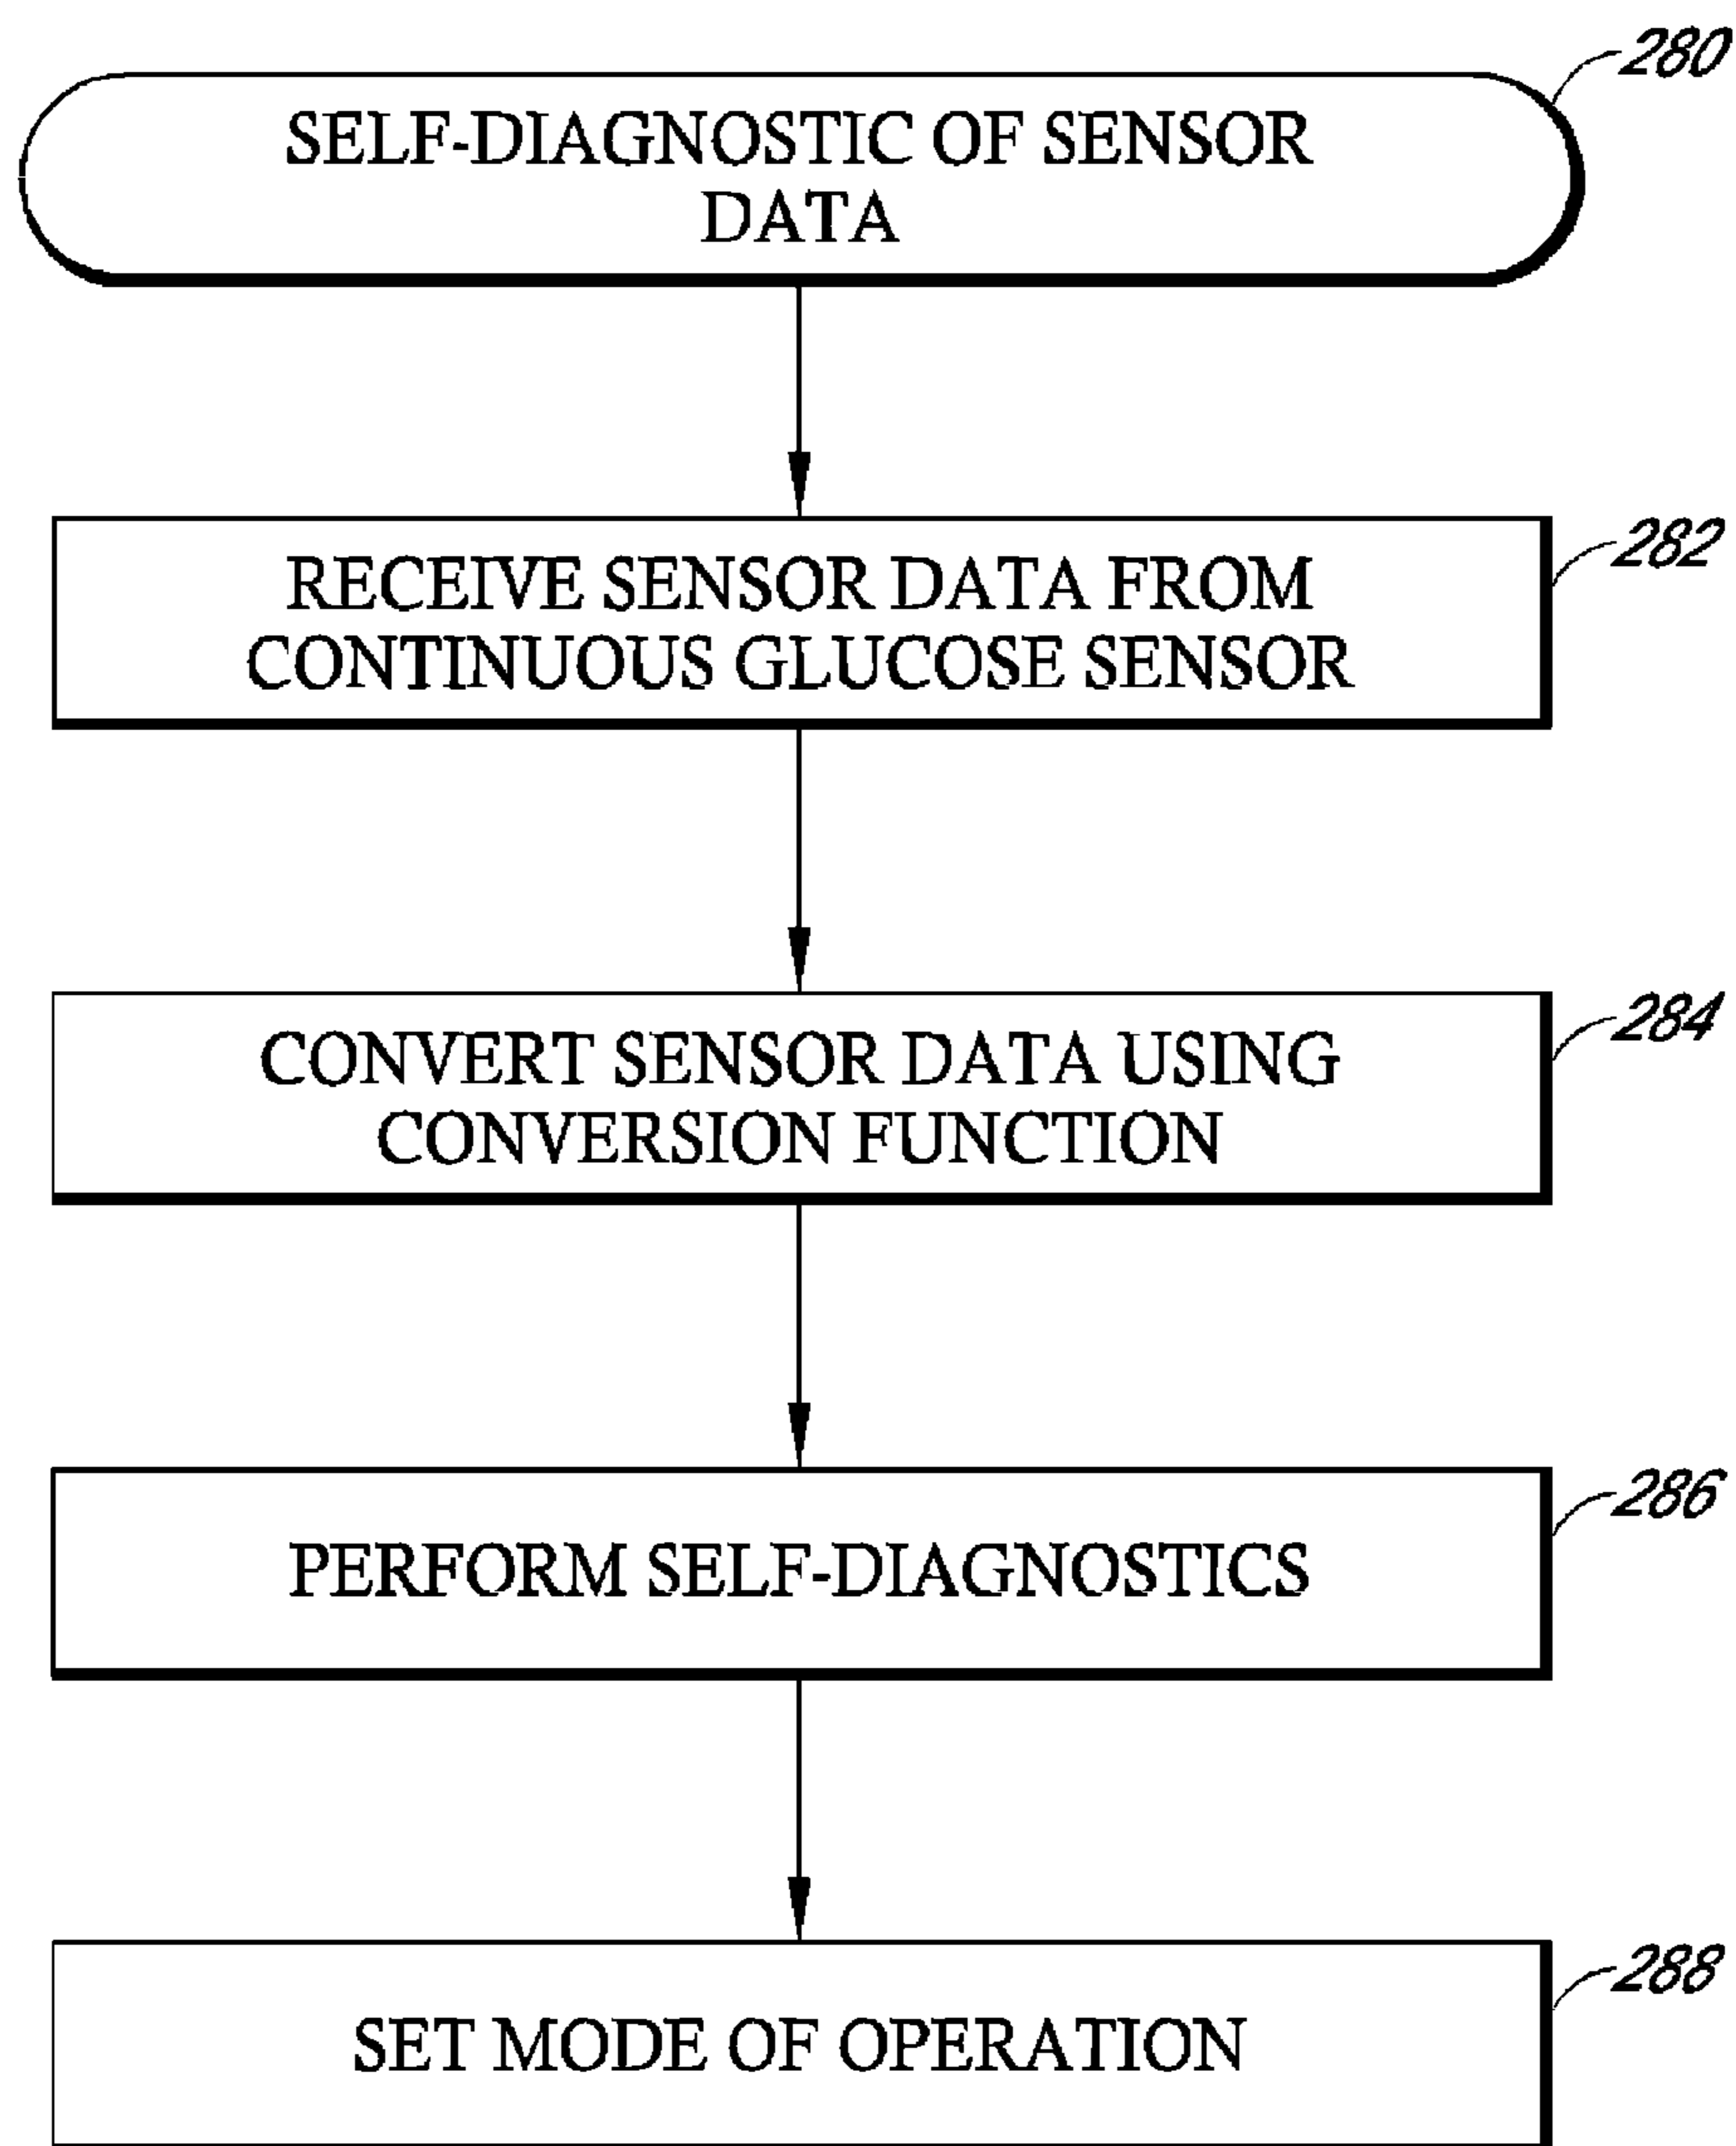 280
SELF-DIAGNOSTIC OF SENSOR
DATA
282
RECEIVE SENSOR DATA FROM
CONTINUOUS GLUCOSE SENSOR
284
CONVERT SENSOR DATA USING
CONVERSION FUNCTION
286
PERFORM SELF-DIAGNOSTICS
288
SET MODE OF OPERATION